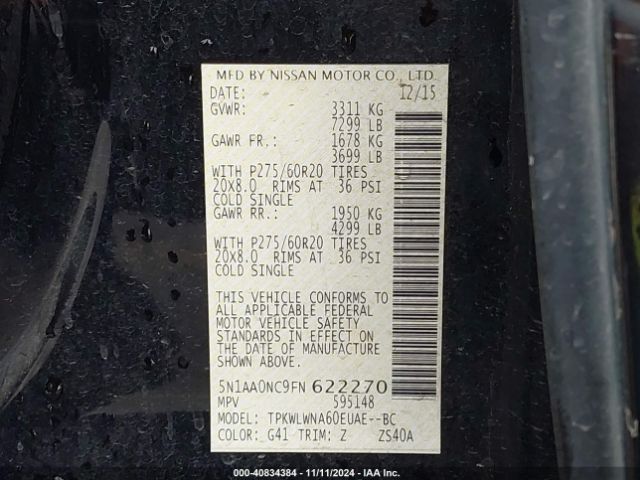 MFD BY NISSAN MOTOR CO., LTD.
DATE: 12/15
GVWR: 3311 KG
7299 LB
GAWR FR.: 1678 KG
3699 LB
WITH P275/60R20 TIRES
20X8.0 RIMS AT 36 PSI
COLD SINGLE
GAWR RR.: 1950 KG
4299 LB
WITH P275/60R20 TIRES
20X8.0 RIMS AT 36 PSI
COLD SINGLE
THIS VEHICLE CONFORMS TO
ALL APPLICABLE FEDERAL
MOTOR VEHICLE SAFETY
STANDARDS IN EFFECT ON
THE DATE OF MANUFACTURE
SHOWN ABOVE.
5N1AA0NC9FN 622270
MPV 595148
MODEL: TPKWLWNA60EUAE--BC
COLOR: G41 TRIM: Z ZS40A
000-40834384 - 11/11/2024 - IAA Inc.